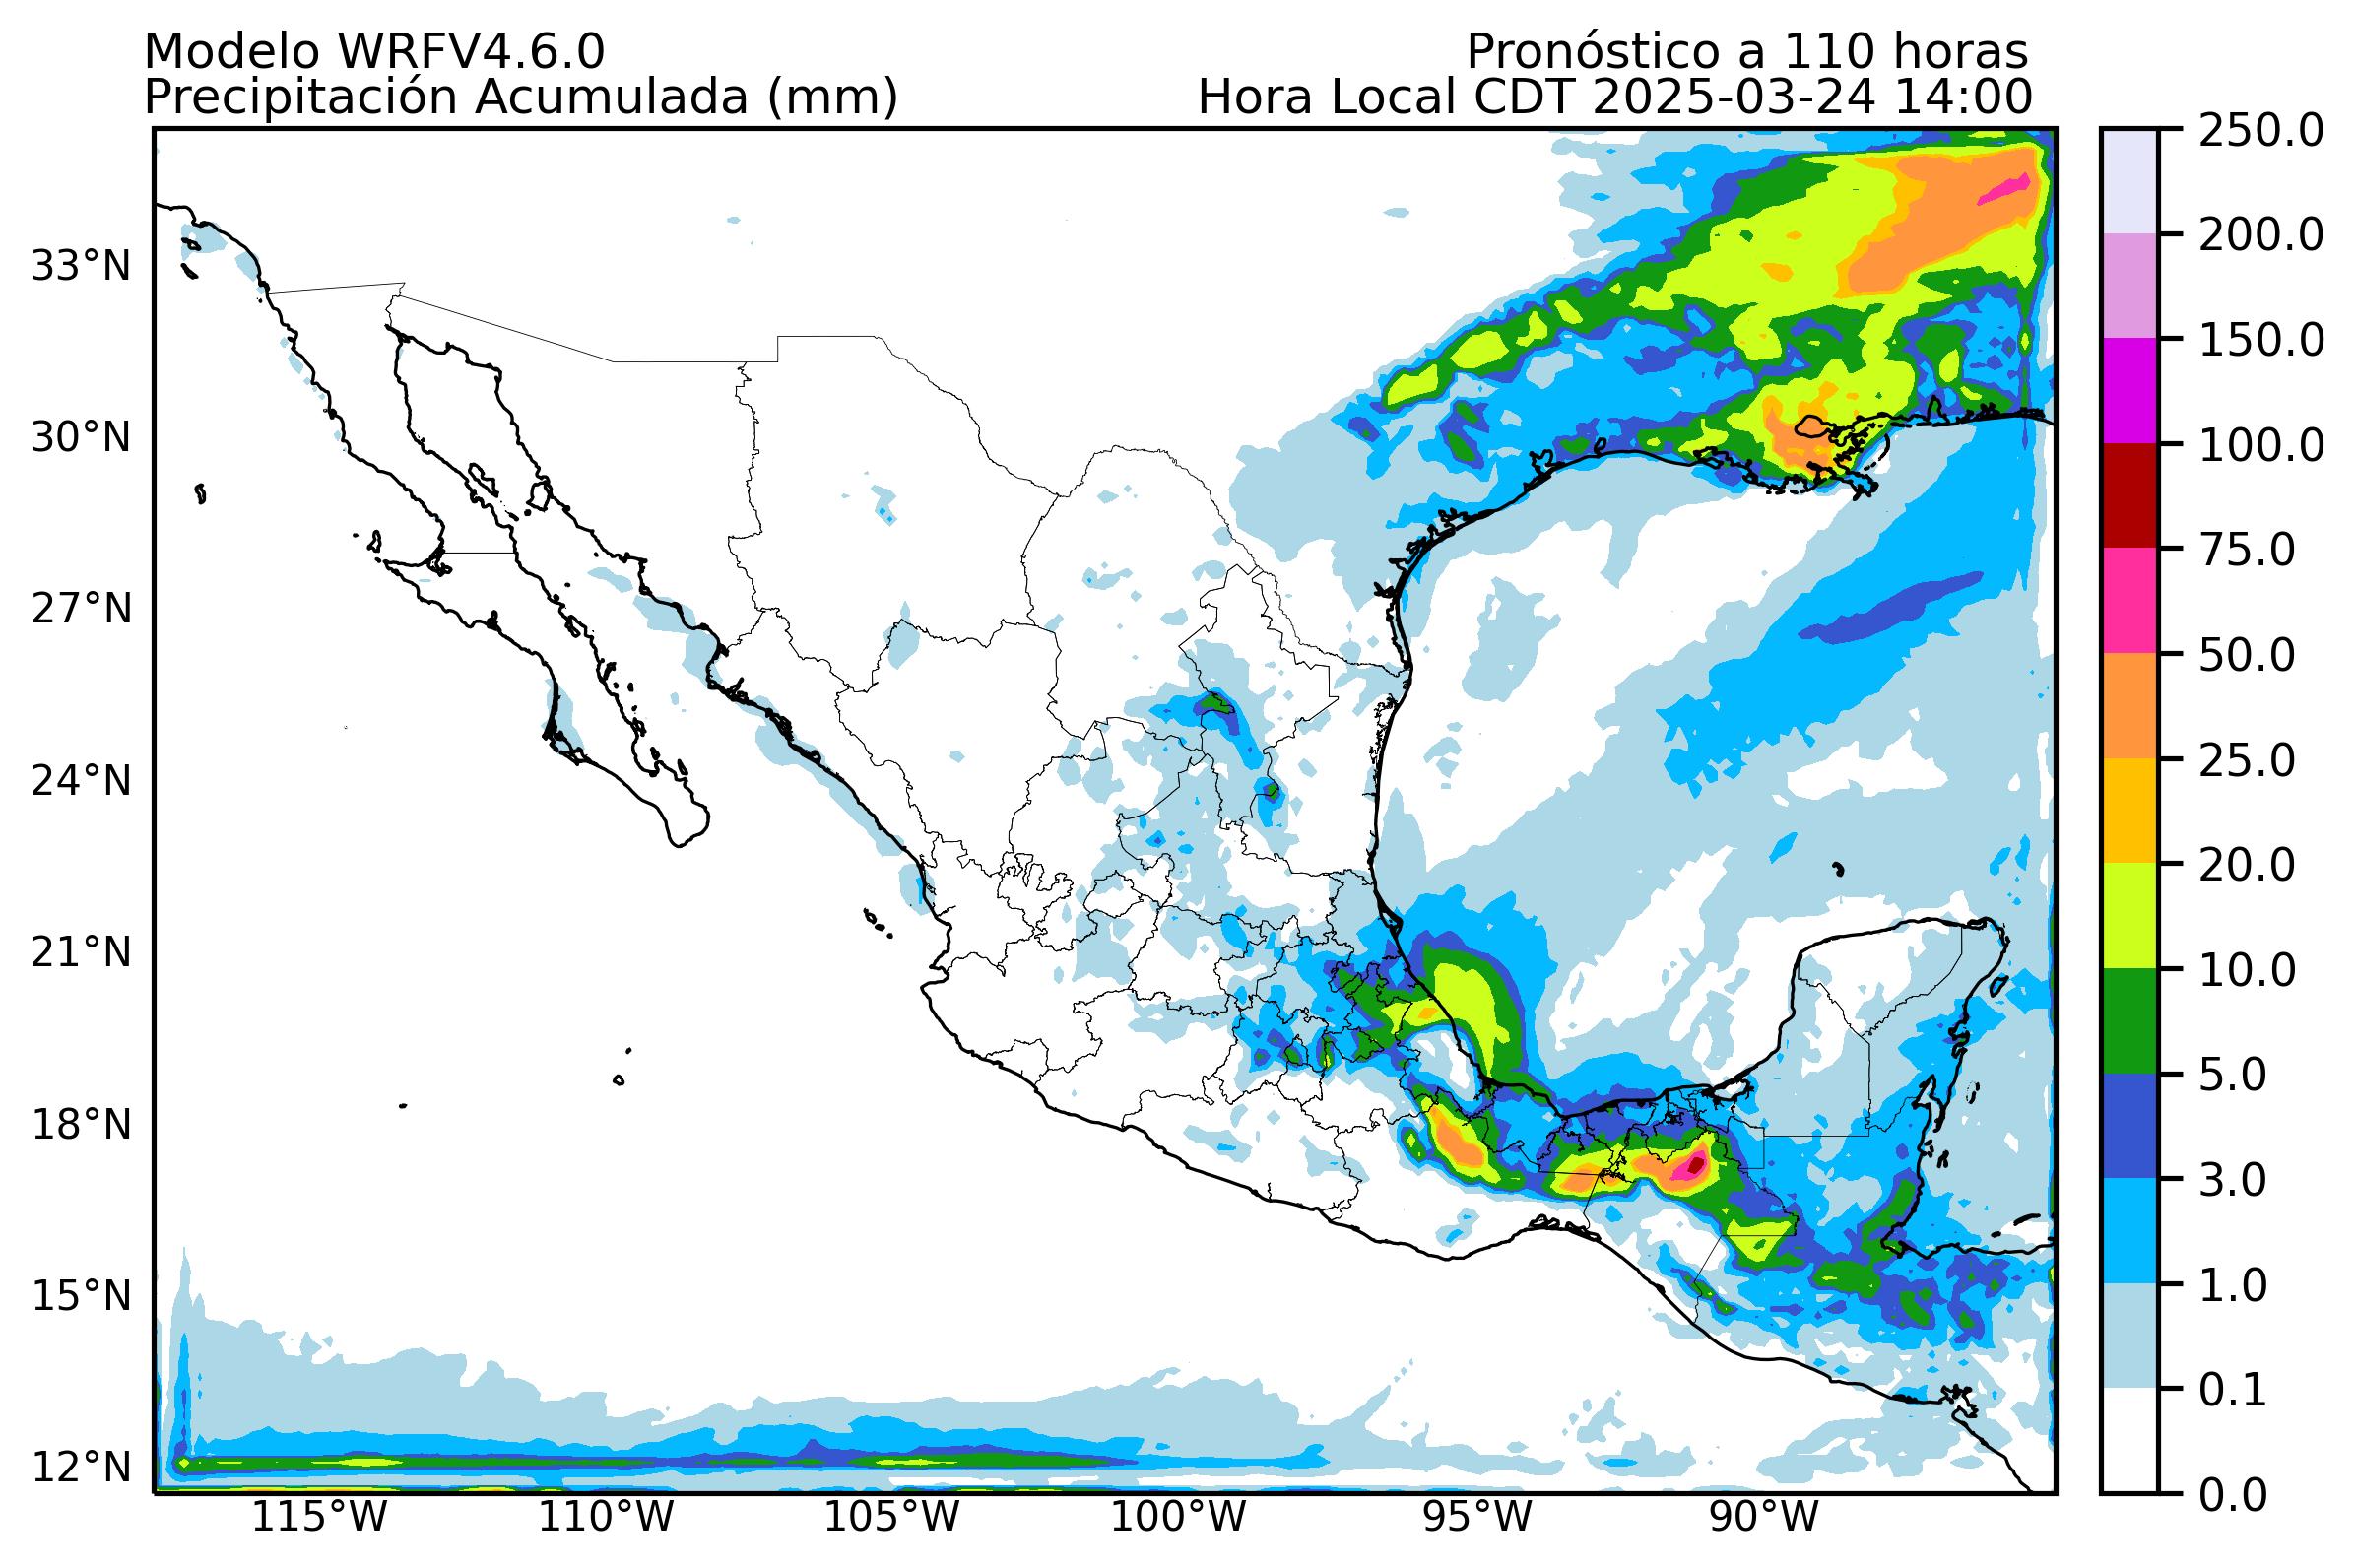 Modelo WRFV4.6.0
Pronóstico a 110 horas
Precipitación Acumulada (mm)
Hora Local CDT 2025-03-24 14:00
33°N
30°N
27°N
24°N
21°N
18°N
15°N
12°N
115°W
110°W
105°W
100°W
95°W
90°W
250.0
200.0
150.0
100.0
75.0
50.0
25.0
20.0
10.0
5.0
3.0
1.0
0.1
0.0